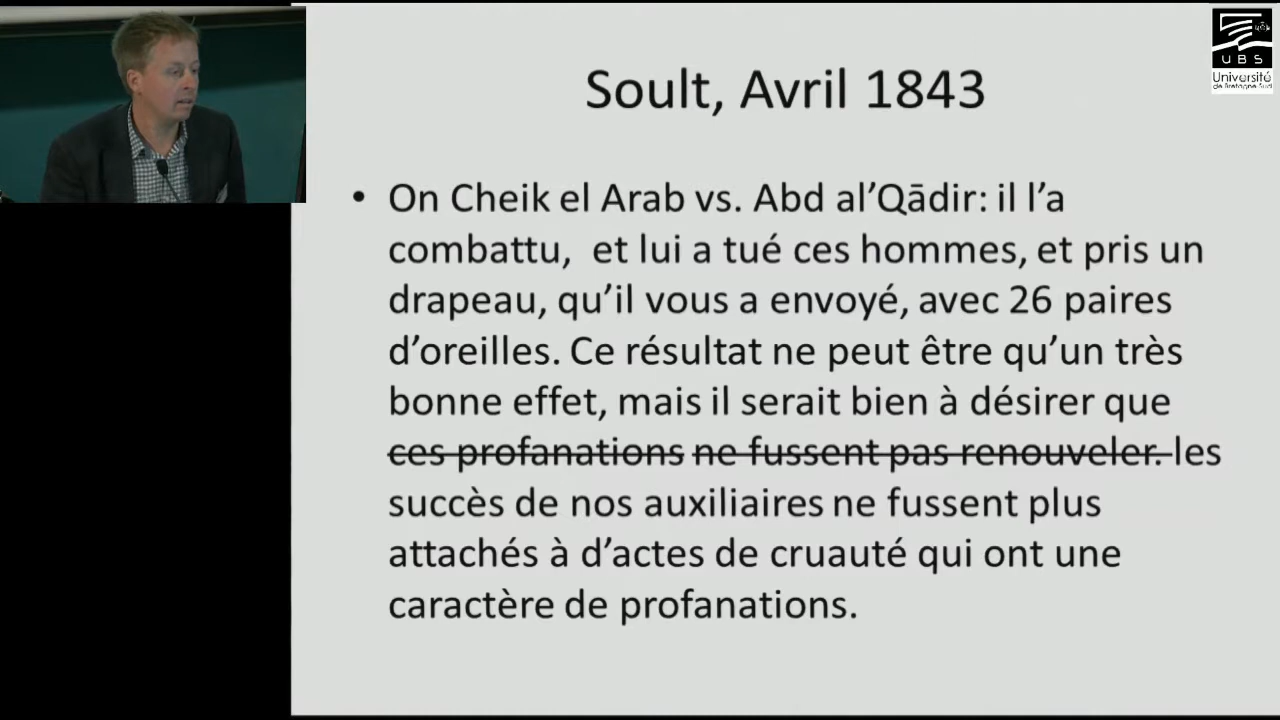 Soult, Avril 1843
• On Cheik el Arab vs. Abd al’Qādir: il l’a
combattu, et lui a tué ces hommes, et pris un
drapeau, qu’il vous a envoyé, avec 26 paires
d’oreilles. Ce résultat ne peut être qu’un très
bonne effet, mais il serait bien à désirer que
ces profanations ne fussent pas renouveler. les
succès de nos auxiliaires ne fussent plus
attachés à d’actes de cruauté qui ont une
caractère de profanations.
UBS
Université
de Bretagne-Sud